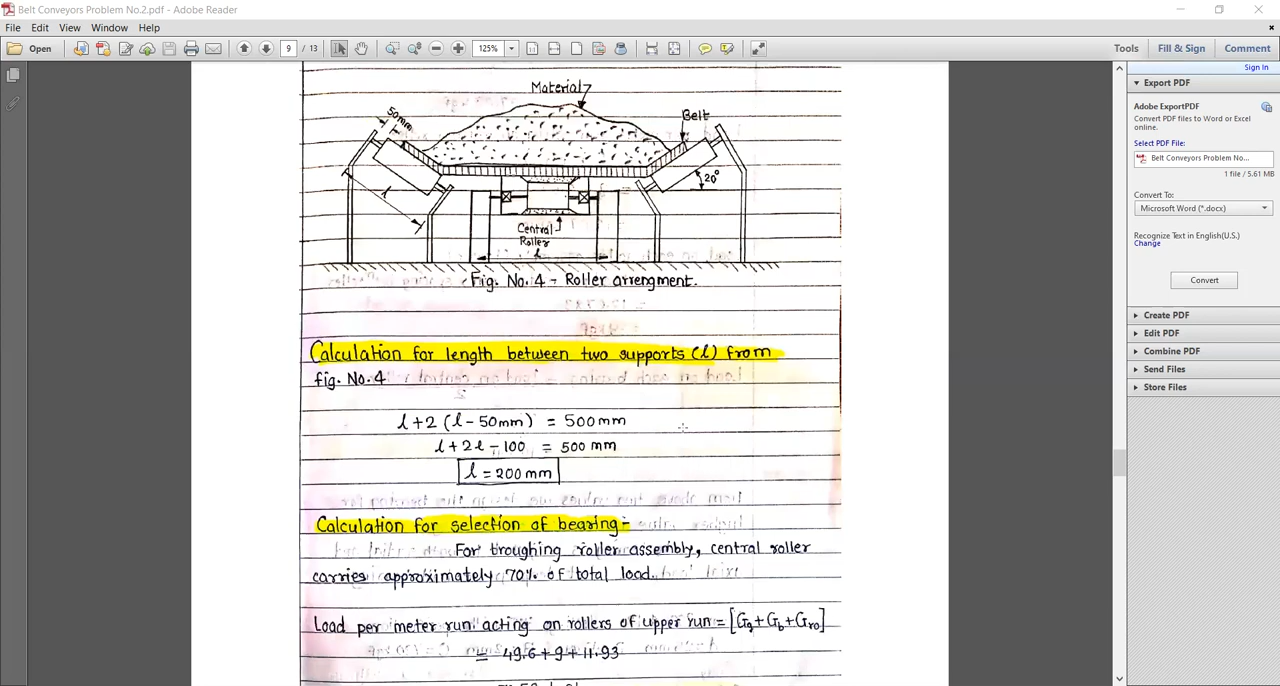 Belt Conveyors Problem No.2.pdf - Adobe Reader
File Edit View Window Help
Open 9 / 13 125% Tools Fill & Sign Comment
Sign In
Export PDF
Adobe ExportPDF
Convert PDF files to Word or Excel
online.
Select PDF File:
Belt Conveyors Problem No...
1 file / 5.61 MB
Convert To:
Microsoft Word (*.docx)
Recognize Text in English(U.S.)
Change
Convert
Create PDF
Edit PDF
Combine PDF
Send Files
Store Files
Material
50mm
Belt
20°
l
Central
Roller
l
Fig. No.4 - Roller arrengment.
Calculation for length between two supports (l) from
fig. No.4
l+2 (l-50mm) = 500mm
l+2l-100 = 500 mm
l = 200 mm
Calculation for selection of bearing-
For troughing roller assembly, central roller
carries approximately 70% of total load.
Load per meter run acting on rollers of upper run = [Gg+Gb+Gro]
= 49.6+9+11.93